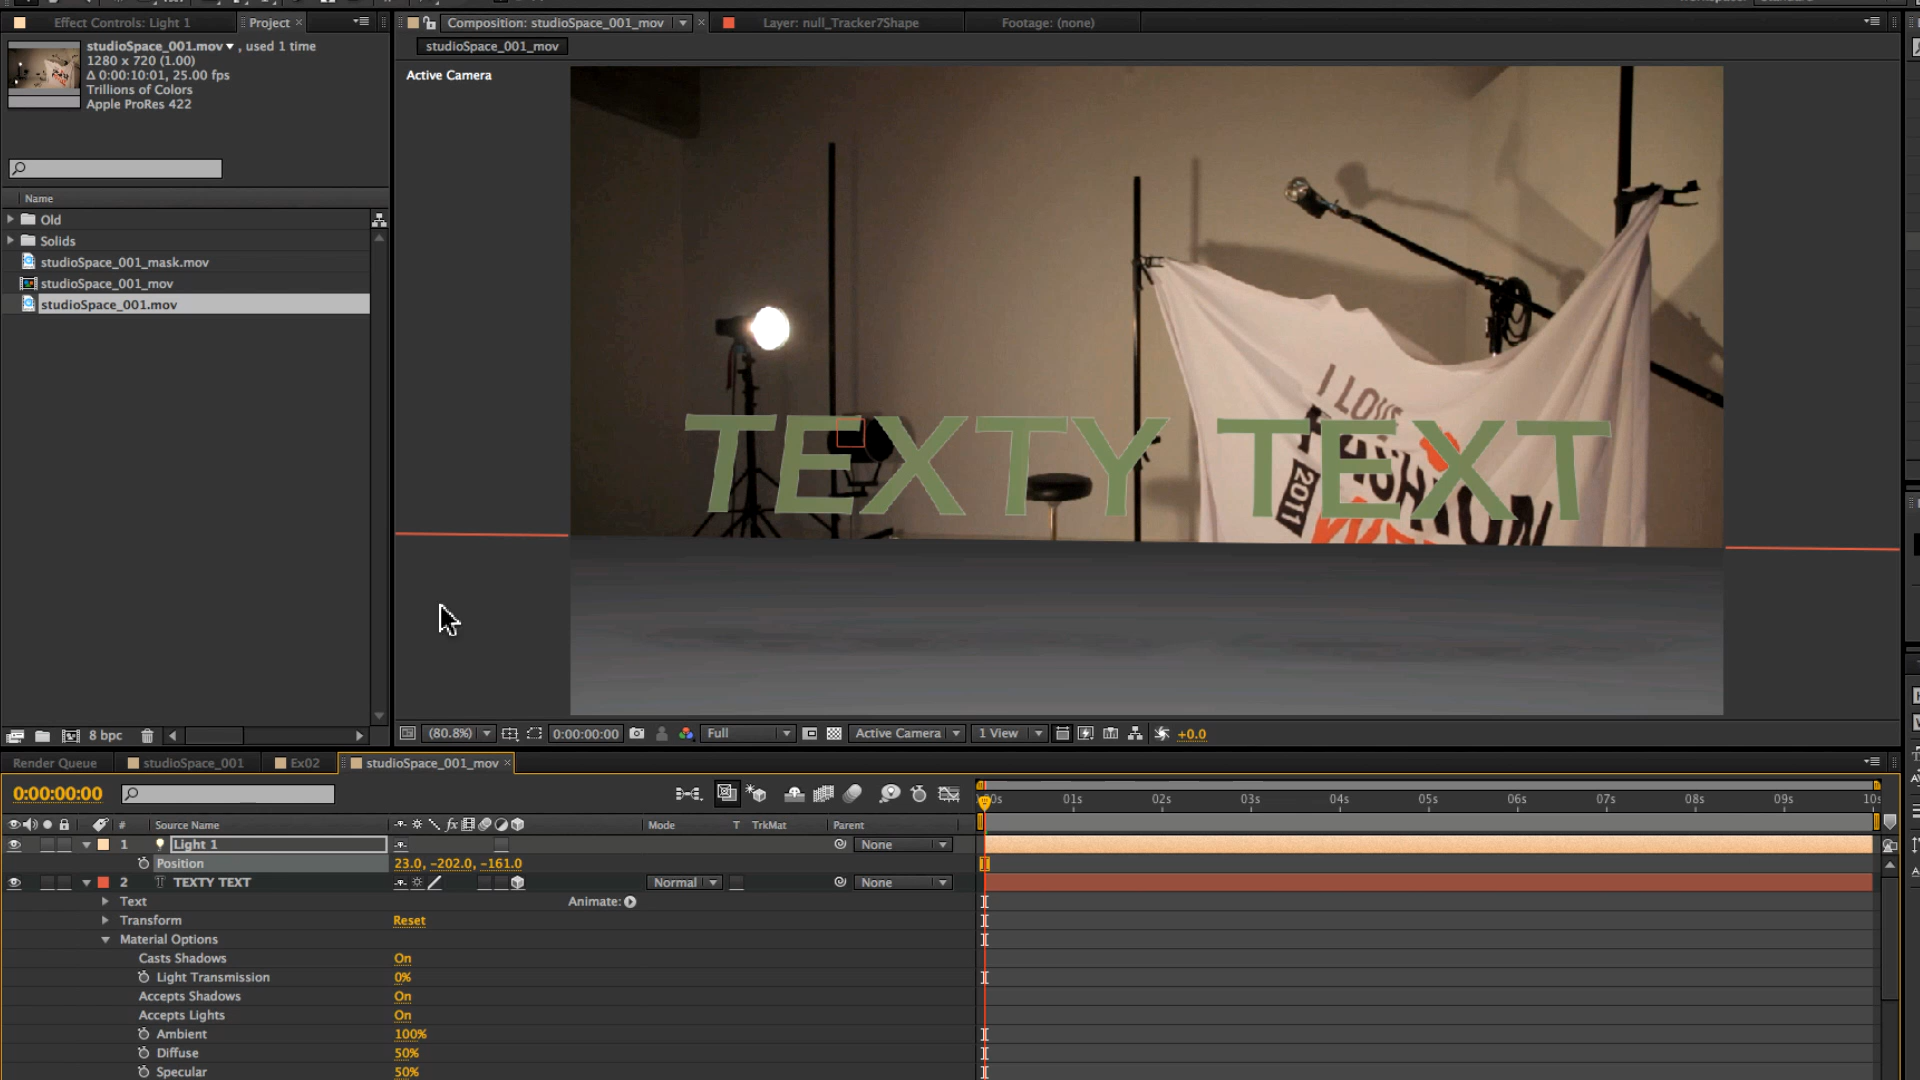 Effect Controls: Light 1
Project ×
studioSpace_001.mov , used 1 time
1280 x 720 (1.00)
Δ 0:00:10:01, 25.00 fps
Trillions of Colors
Apple ProRes 422
Name
Old
Solids
studioSpace_001_mask.mov
studioSpace_001_mov
studioSpace_001.mov
8 bpc
Composition: studioSpace_001_mov ×
Layer: null_Tracker7Shape
Footage: (none)
studioSpace_001_mov
Active Camera
I LOVE
2011
TEXTY TEXT
(80.8%)
0:00:00:00
Full
Active Camera
1 View
+0.0
Render Queue
studioSpace_001
Ex02
studioSpace_001_mov ×
0:00:00:00
# Source Name fx Mode T TrkMat Parent
01s 02s 03s 04s 05s 06s 07s 08s 09s
1 Light 1 None
Position 23.0, -202.0, -161.0
2 T TEXTY TEXT Normal None
Text Animate:
Transform Reset
Material Options
Casts Shadows On
Light Transmission 0%
Accepts Shadows On
Accepts Lights On
Ambient 100%
Diffuse 50%
Specular 50%